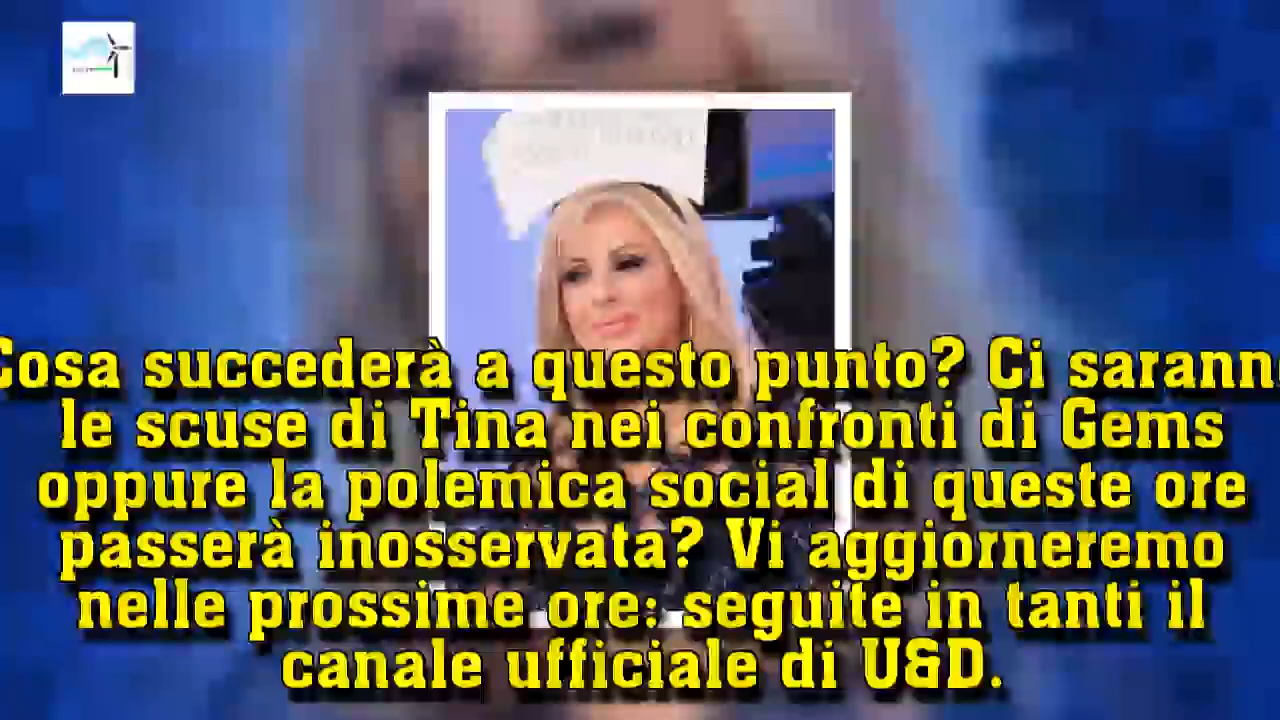 Cosa succederà a questo punto? Ci sarann
le scuse di Tina nei confronti di Gems
oppure la polemica social di queste ore
passerà inosservata? Vi aggiorneremo
nelle prossime ore: seguite in tanti il
canale ufficiale di U&D.